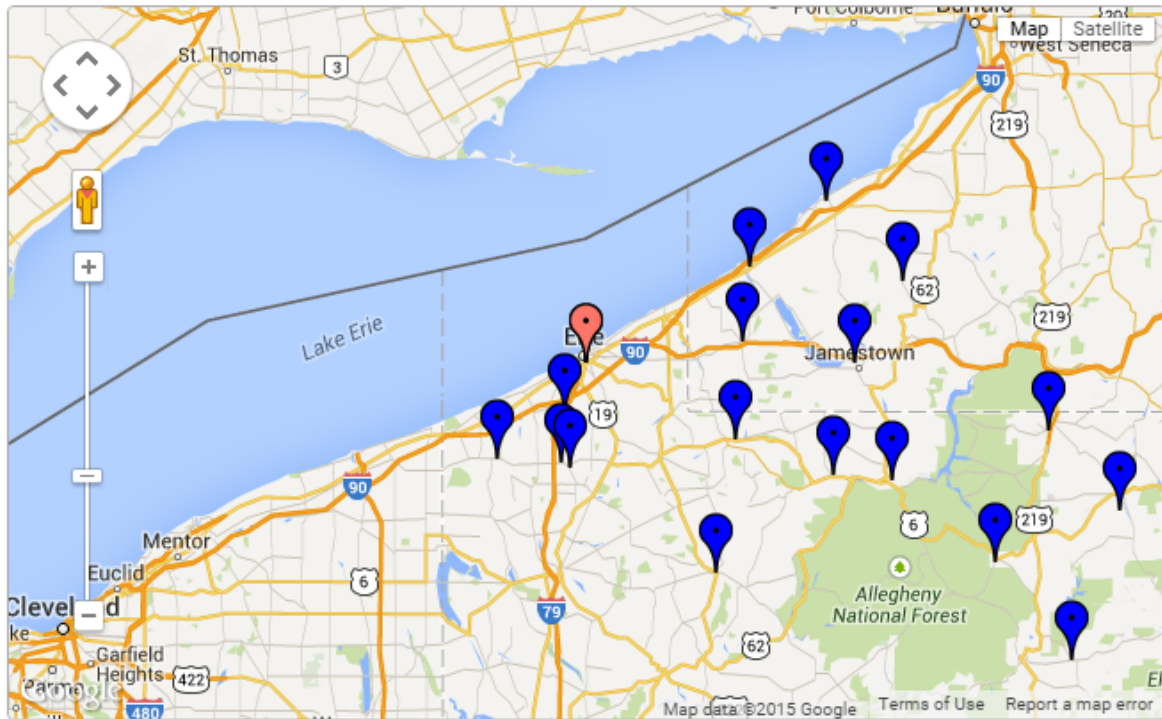 Port Colborne
Buffalo
20
Map
Satellite
West Seneca
St. Thomas
3
90
219
62
219
Lake Erie
Erie
90
Jamestown
19
90
6
219
Mentor
Euclid
6
Allegheny
National Forest
Cleveland
79
62
Garfield
Heights
422
Parma
Google
480
Map data ©2015 Google
Terms of Use
Report a map error